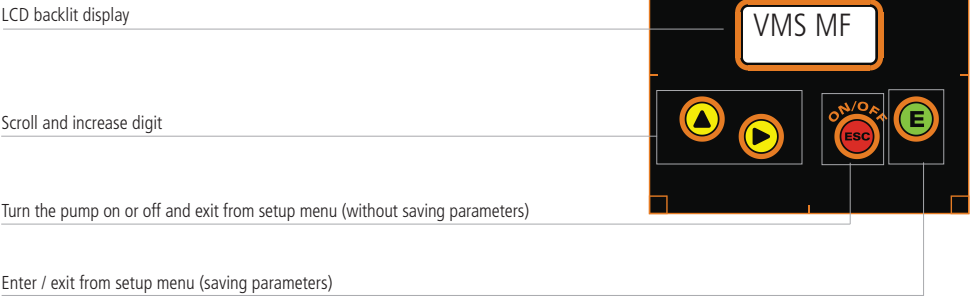 LCD backlit display
VMS MF
Scroll and increase digit
ON/OFF
ESC
E
Turn the pump on or off and exit from setup menu (without saving parameters)
Enter / exit from setup menu (saving parameters)